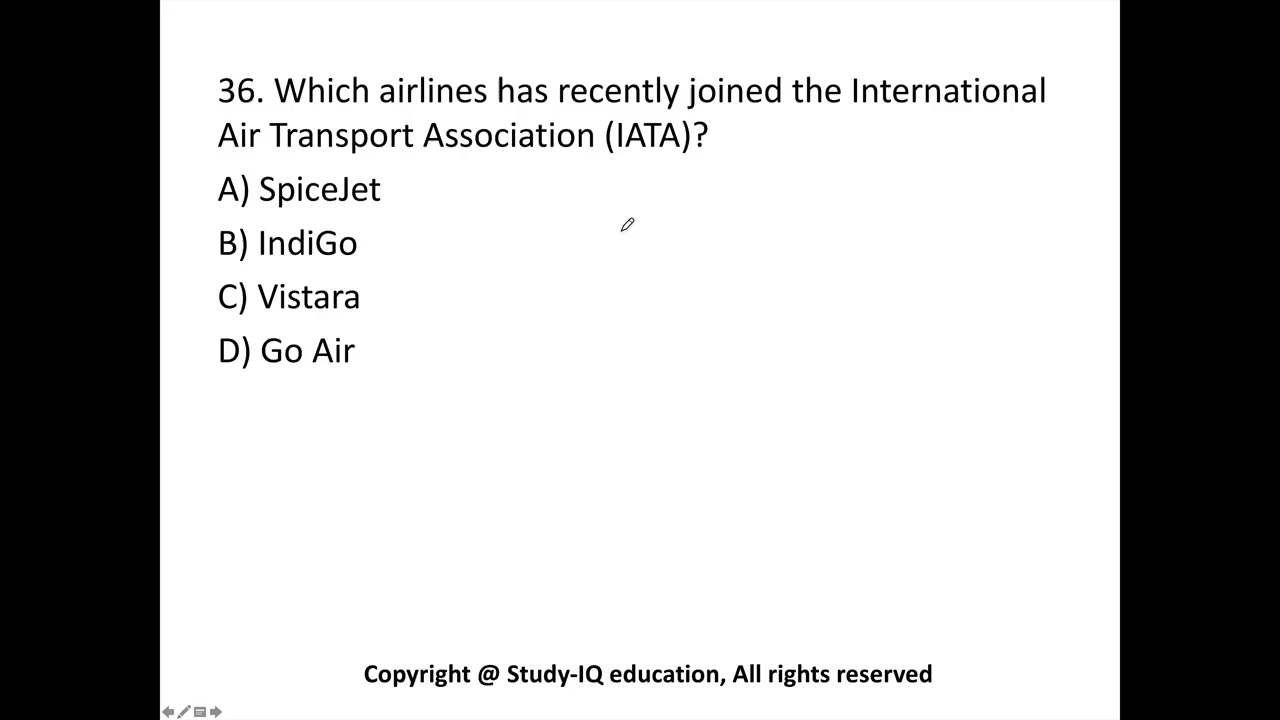 36. Which airlines has recently joined the International
Air Transport Association (IATA)?
A) SpiceJet
B) IndiGo
C) Vistara
D) Go Air
Copyright @ Study-IQ education, All rights reserved